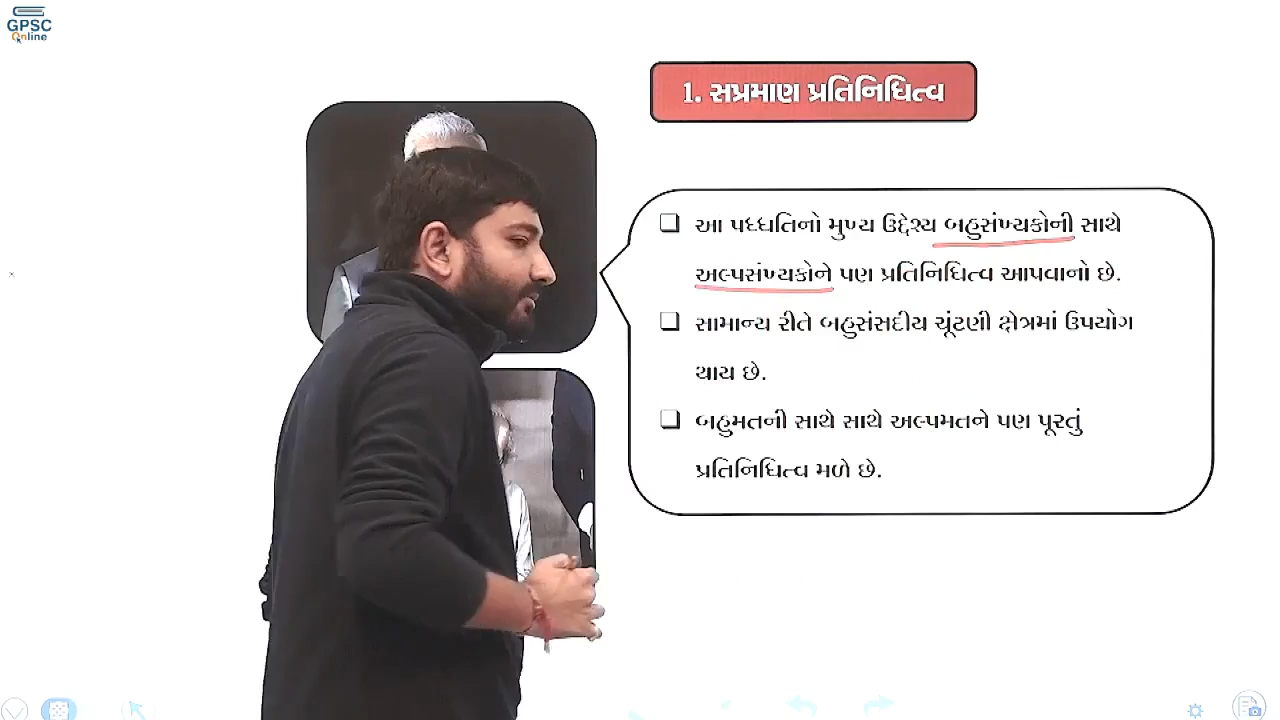 GPSC
Online
1. સપ્રમાણ પ્રતિનિધિત્વ
આ પધ્ધતિનો મુખ્ય ઉદ્દેશ્ય બહુસંખ્યકોની સાથે
અલ્પસંખ્યકોને પણ પ્રતિનિધિત્વ આપવાનો છે.
સામાન્ય રીતે બહુસંસદીય ચૂંટણી ક્ષેત્રમાં ઉપયોગ
થાય છે.
બહુમતની સાથે સાથે અલ્પમતને પણ પૂરતું
પ્રતિનિધિત્વ મળે છે.